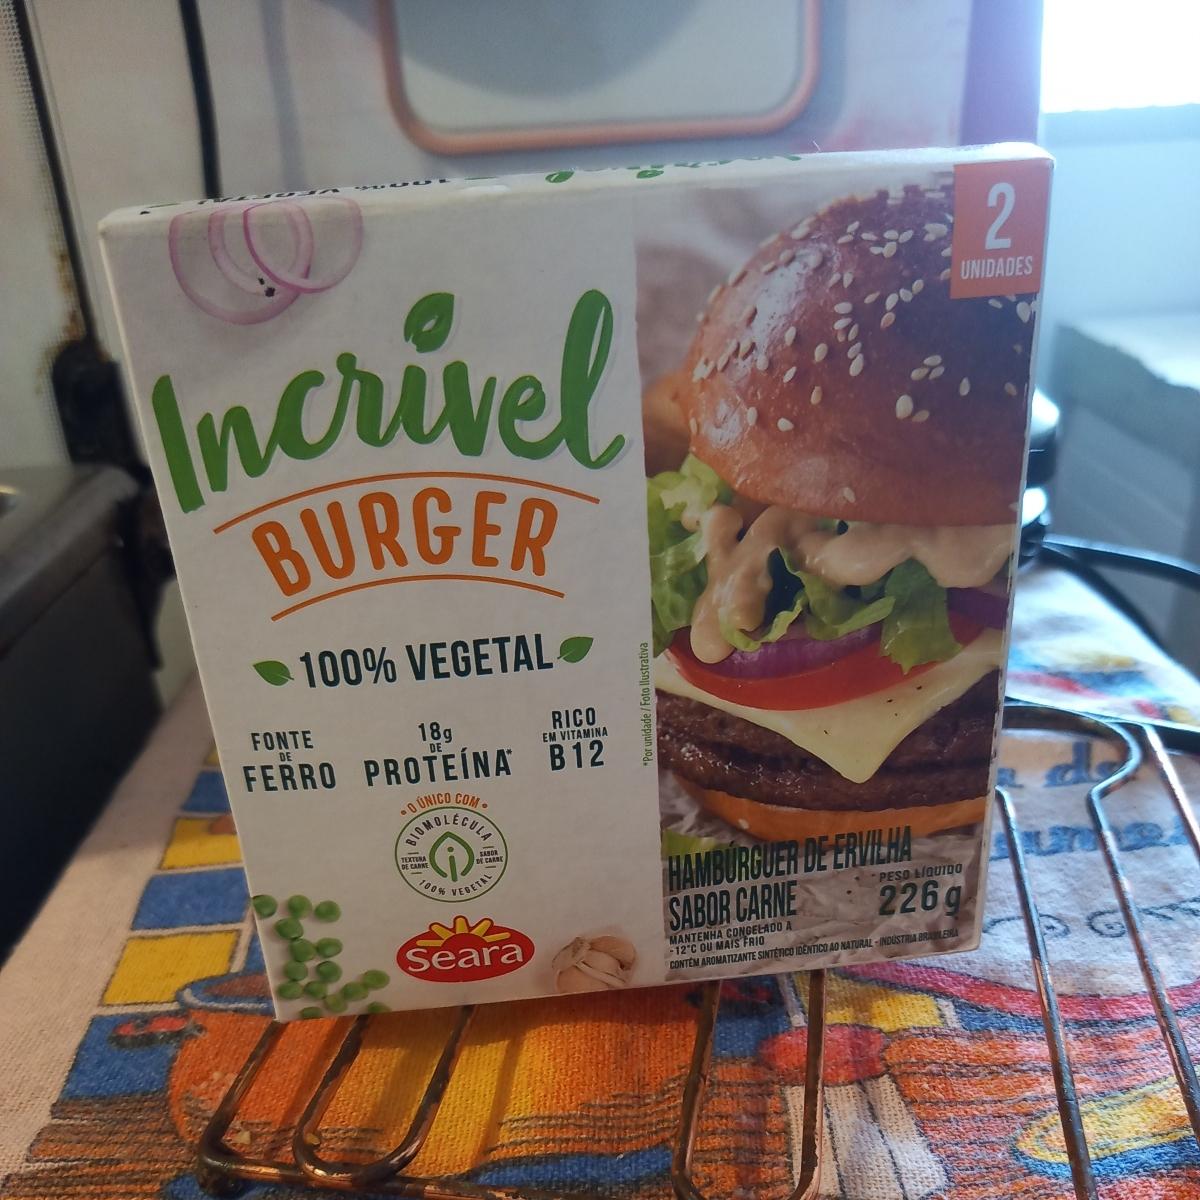 100% VEGETAL
2
UNIDADES
Incrível
BURGER
100% VEGETAL
FONTE
DE
FERRO
18g
DE
PROTEÍNA*
RICO
EM VITAMINA
B12
*Por unidade / Foto Ilustrativa
• O ÚNICO COM •
BIOMOLÉCULA
TEXTURA
DE CARNE
SABOR
DE CARNE
100% VEGETAL
Seara
HAMBÚRGUER DE ERVILHA
SABOR CARNE
PESO LÍQUIDO
226g
MANTENHA CONGELADO A
-12°C OU MAIS FRIO
CONTÉM AROMATIZANTE SINTÉTICO IDÊNTICO AO NATURAL - INDÚSTRIA BRASILEIRA